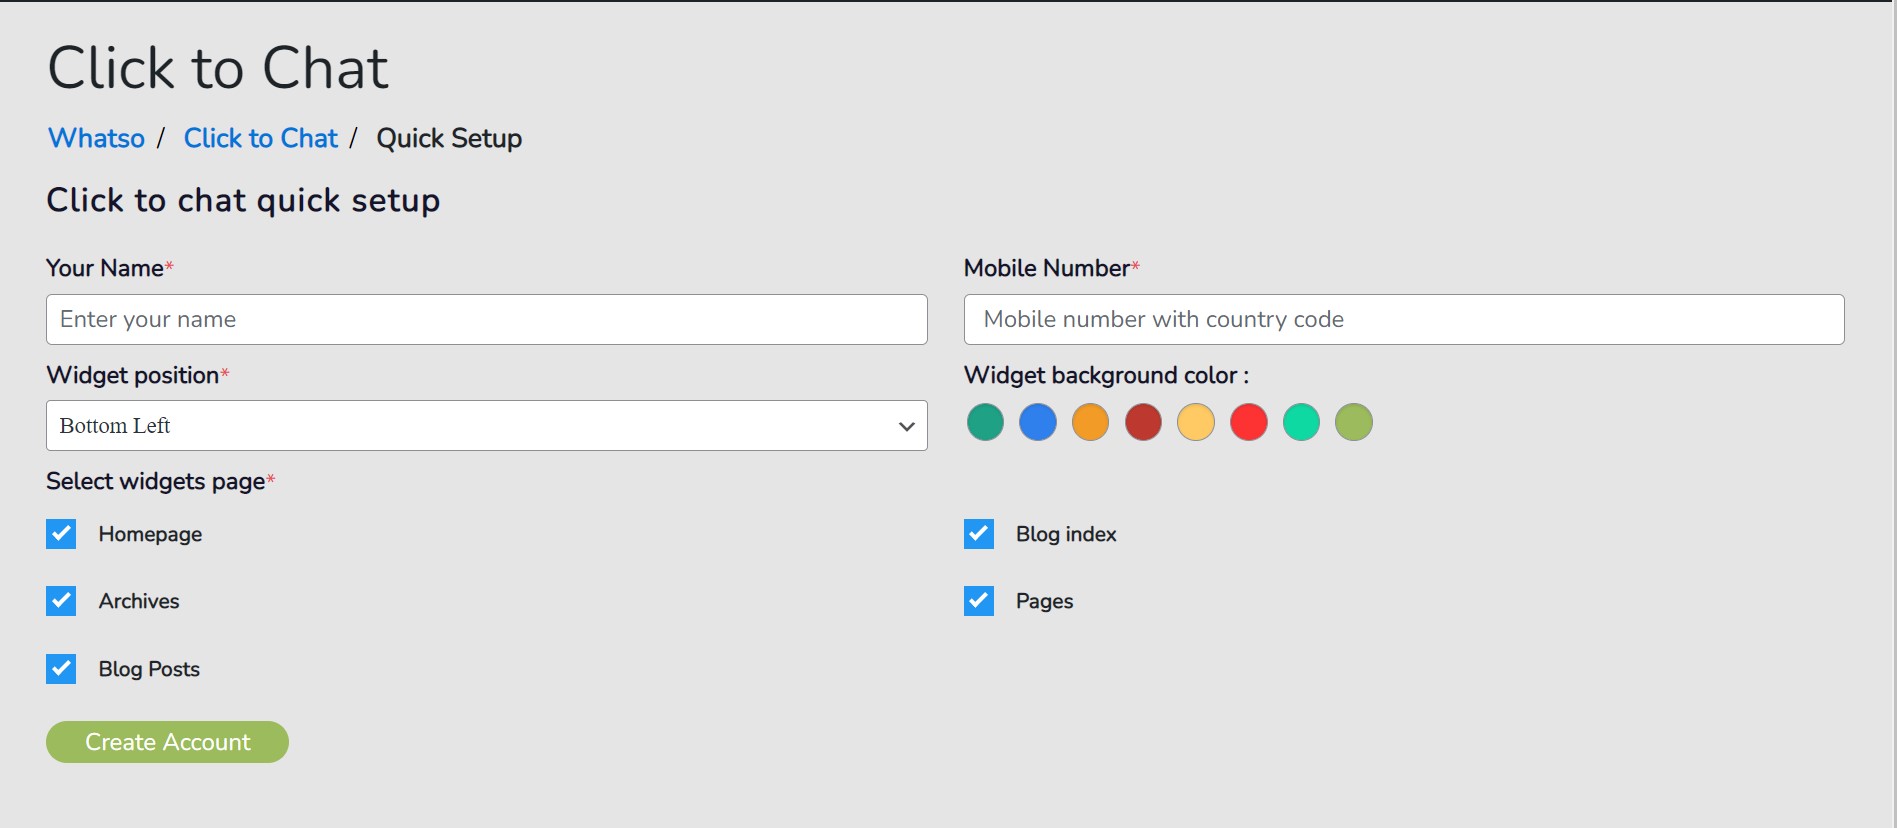 Click to Chat
Whatso / Click to Chat / Quick Setup
Click to chat quick setup
Your Name*
Mobile Number*
Enter your name
Mobile number with country code
Widget position*
Widget background color :
Bottom Left
Select widgets page*
Homepage
Blog index
Archives
Pages
Blog Posts
Create Account